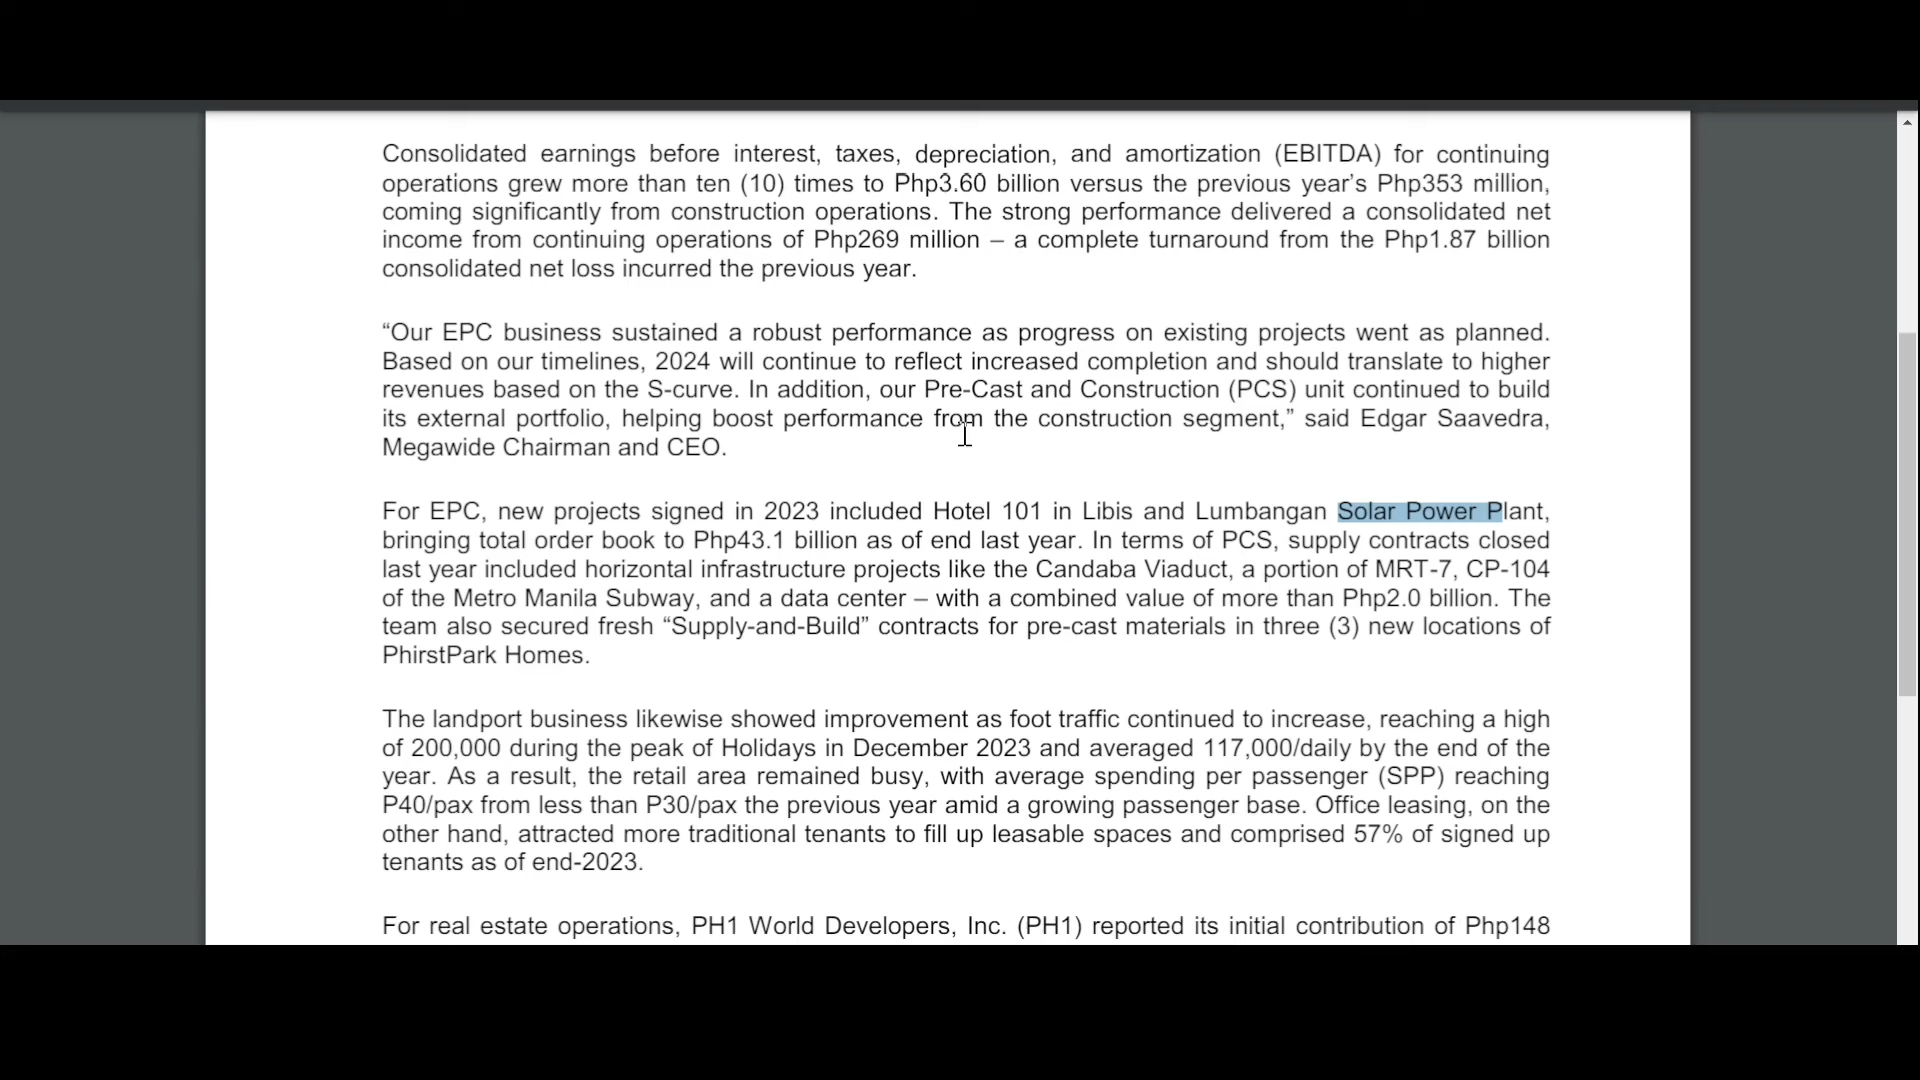 Consolidated earnings before interest, taxes, depreciation, and amortization (EBITDA) for continuing
operations grew more than ten (10) times to Php3.60 billion versus the previous year’s Php353 million,
coming significantly from construction operations. The strong performance delivered a consolidated net
income from continuing operations of Php269 million – a complete turnaround from the Php1.87 billion
consolidated net loss incurred the previous year.
“Our EPC business sustained a robust performance as progress on existing projects went as planned.
Based on our timelines, 2024 will continue to reflect increased completion and should translate to higher
revenues based on the S-curve. In addition, our Pre-Cast and Construction (PCS) unit continued to build
its external portfolio, helping boost performance from the construction segment,” said Edgar Saavedra,
Megawide Chairman and CEO.
For EPC, new projects signed in 2023 included Hotel 101 in Libis and Lumbangan Solar Power Plant,
bringing total order book to Php43.1 billion as of end last year. In terms of PCS, supply contracts closed
last year included horizontal infrastructure projects like the Candaba Viaduct, a portion of MRT-7, CP-104
of the Metro Manila Subway, and a data center – with a combined value of more than Php2.0 billion. The
team also secured fresh “Supply-and-Build” contracts for pre-cast materials in three (3) new locations of
PhirstPark Homes.
The landport business likewise showed improvement as foot traffic continued to increase, reaching a high
of 200,000 during the peak of Holidays in December 2023 and averaged 117,000/daily by the end of the
year. As a result, the retail area remained busy, with average spending per passenger (SPP) reaching
P40/pax from less than P30/pax the previous year amid a growing passenger base. Office leasing, on the
other hand, attracted more traditional tenants to fill up leasable spaces and comprised 57% of signed up
tenants as of end-2023.
For real estate operations, PH1 World Developers, Inc. (PH1) reported its initial contribution of Php148